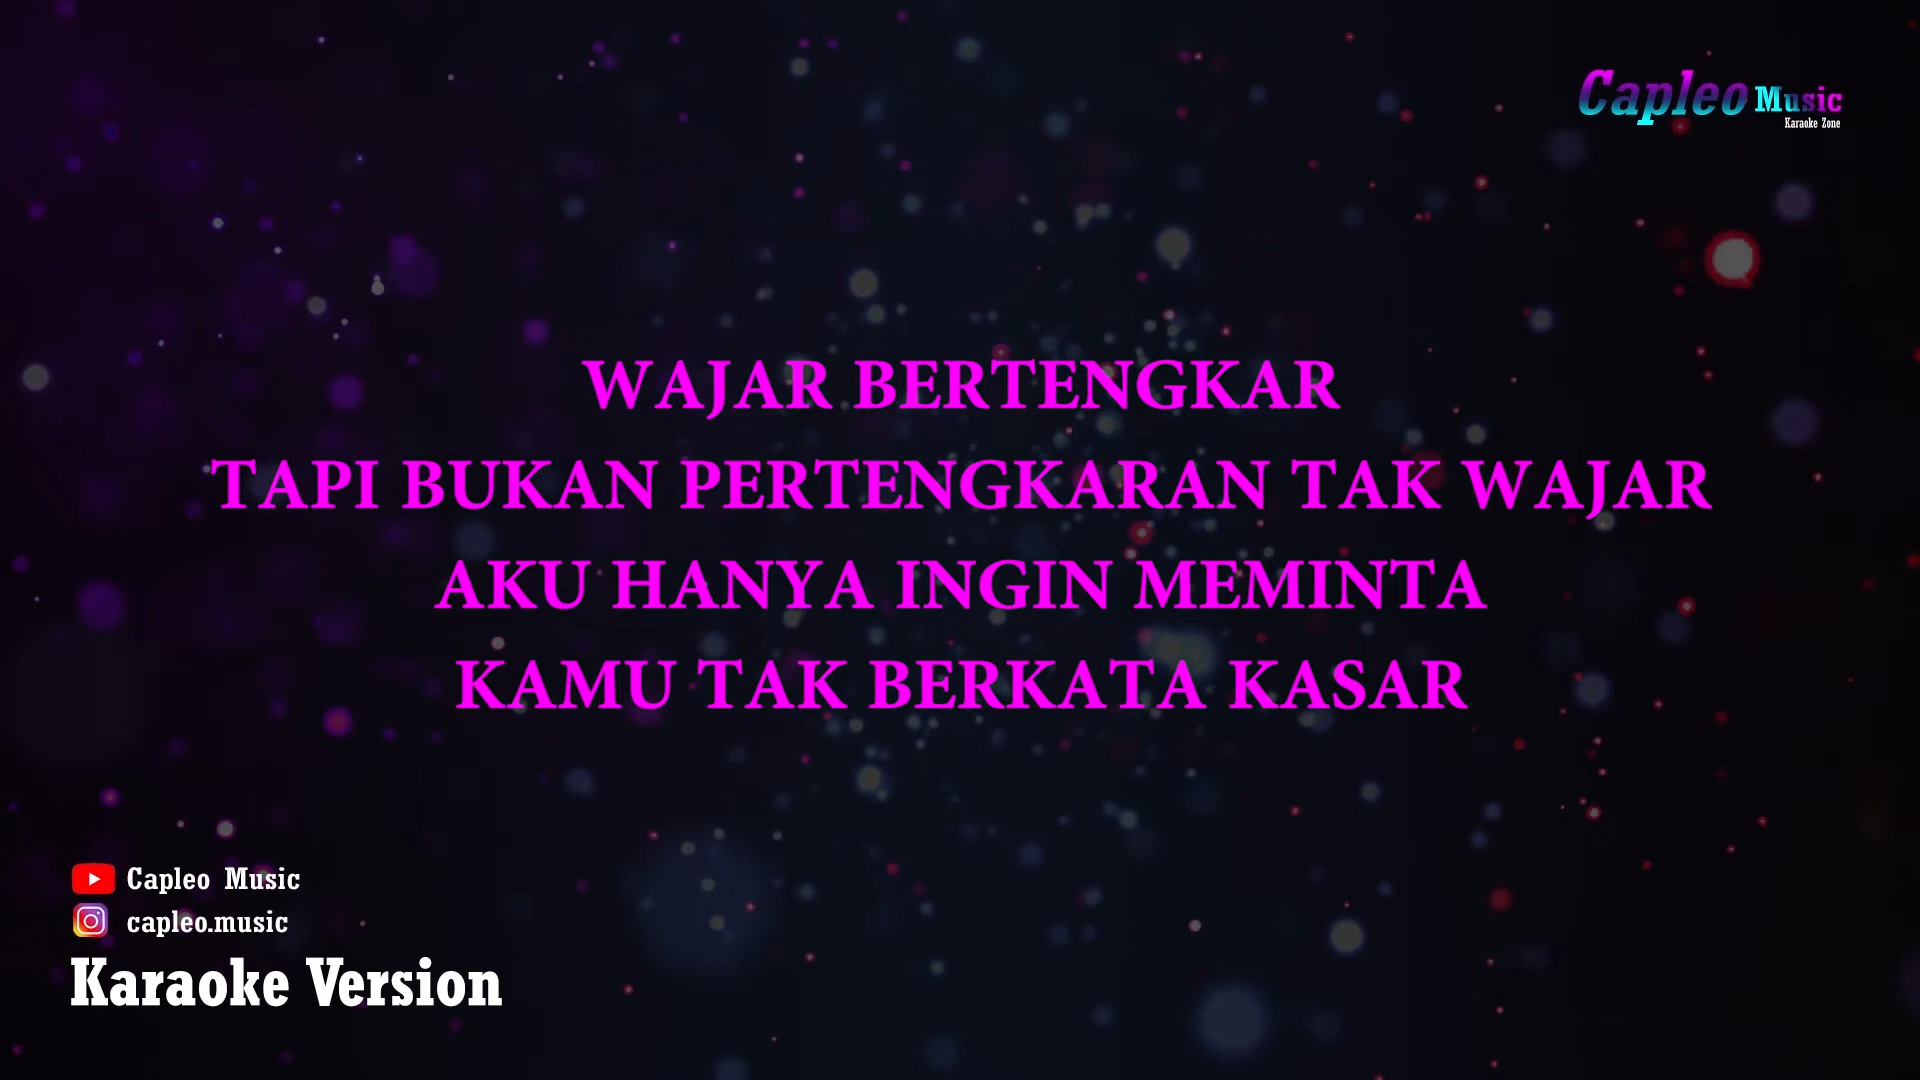 Capleo Music
Karaoke Zone
WAJAR BERTENGKAR
TAPI BUKAN PERTENGKARAN TAK WAJAR
AKU HANYA INGIN MEMINTA
KAMU TAK BERKATA KASAR
Capleo Music
capleo.music
Karaoke Version